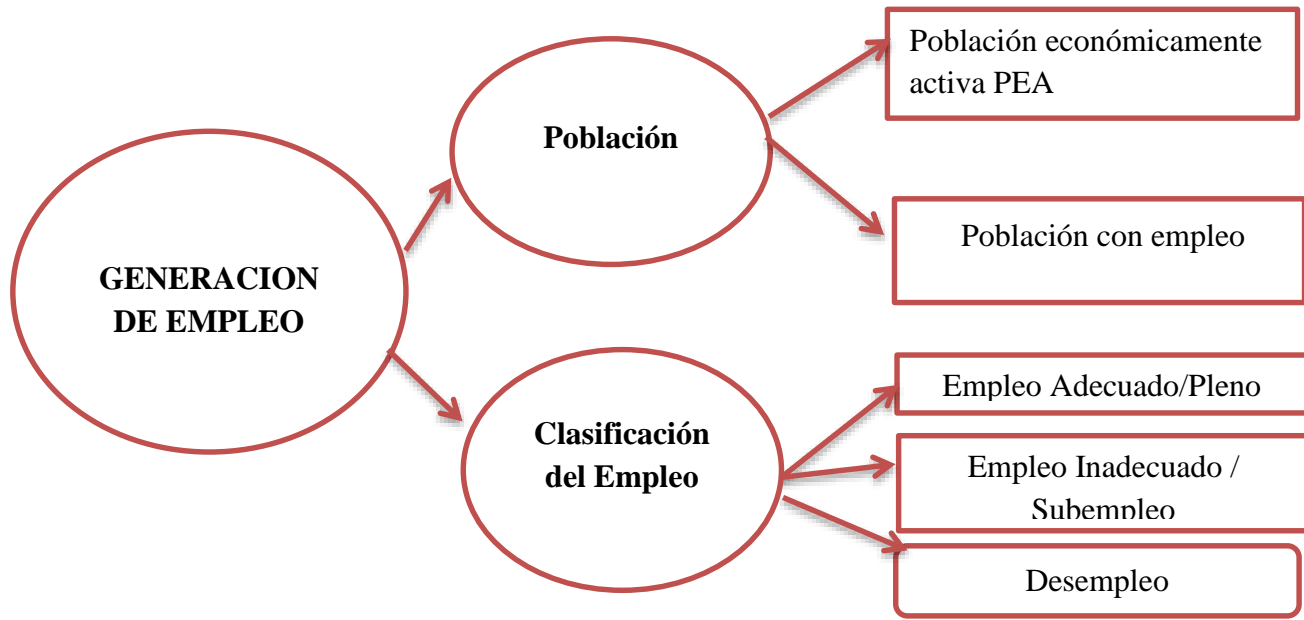 GENERACION
DE EMPLEO
Población
Población económicamente
activa PEA
Población con empleo
Clasificación
del Empleo
Empleo Adecuado/Pleno
Empleo Inadecuado /
Subempleo
Desempleo